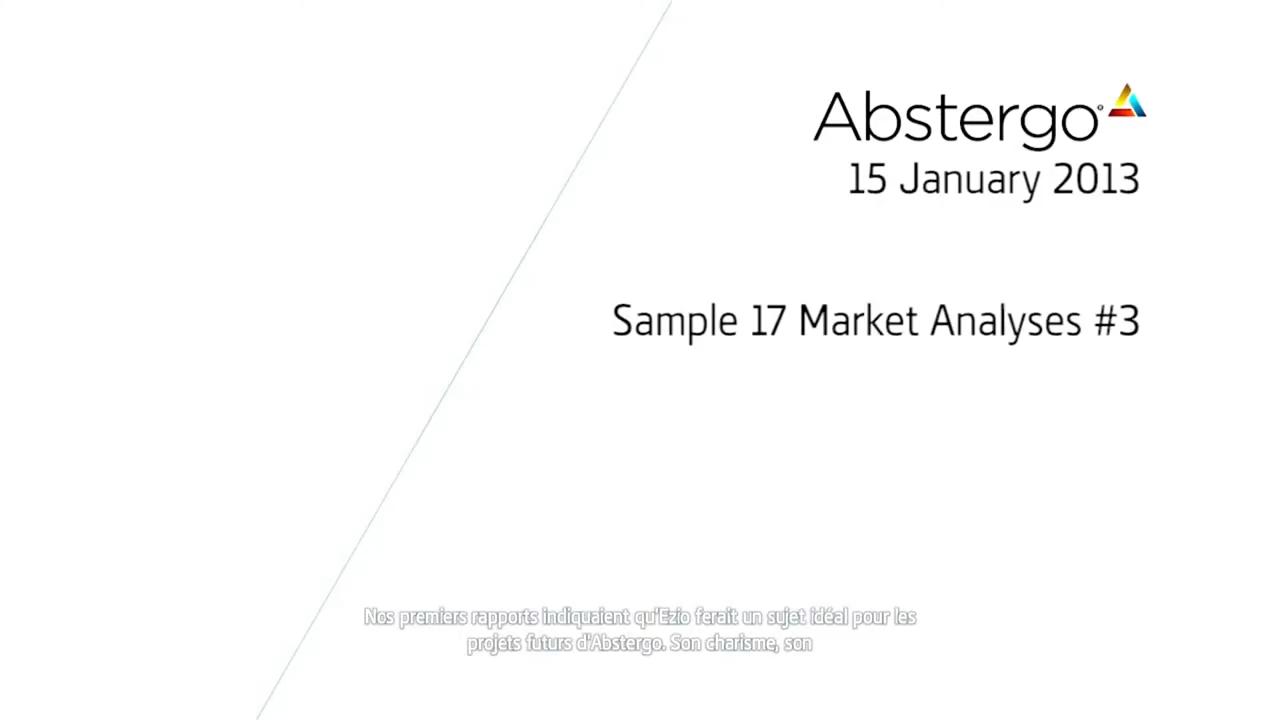 Abstergo
15 January 2013
Sample 17 Market Analyses #3
Nos premiers rapports indiquaient qu'Ezio ferait un sujet idéal pour les
projets futurs d'Abstergo. Son charisme, son